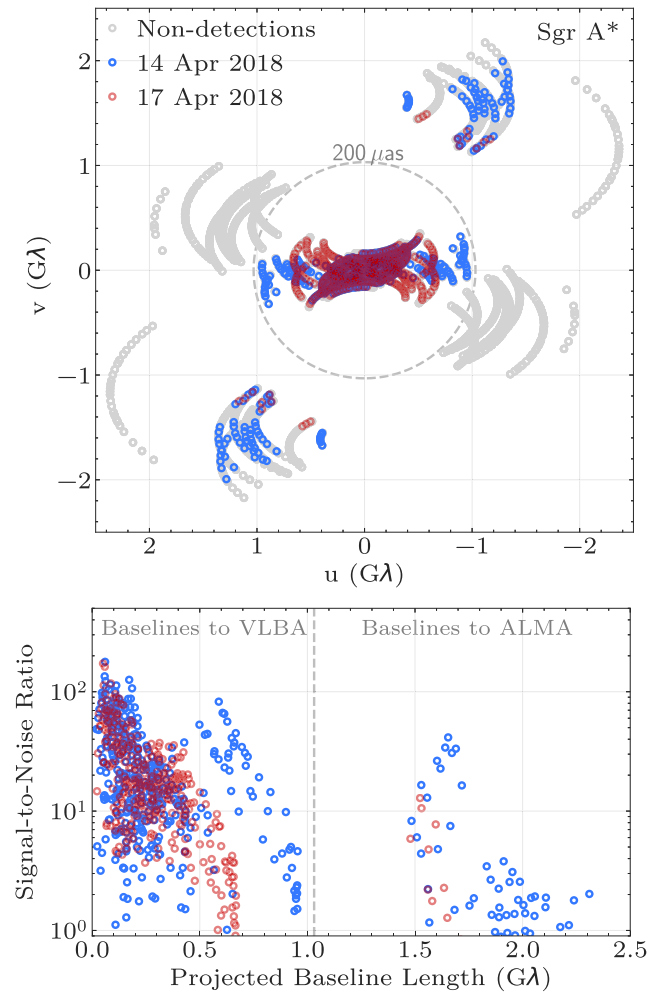 Non-detections
14 Apr 2018
17 Apr 2018
Sgr A*
200 μas
2
1
0
−1
−2
v (Gλ)
2 1 0 −1 −2
u (Gλ)
Baselines to VLBA Baselines to ALMA
10²
10¹
10⁰
Signal-to-Noise Ratio
0.0 0.5 1.0 1.5 2.0 2.5
Projected Baseline Length (Gλ)